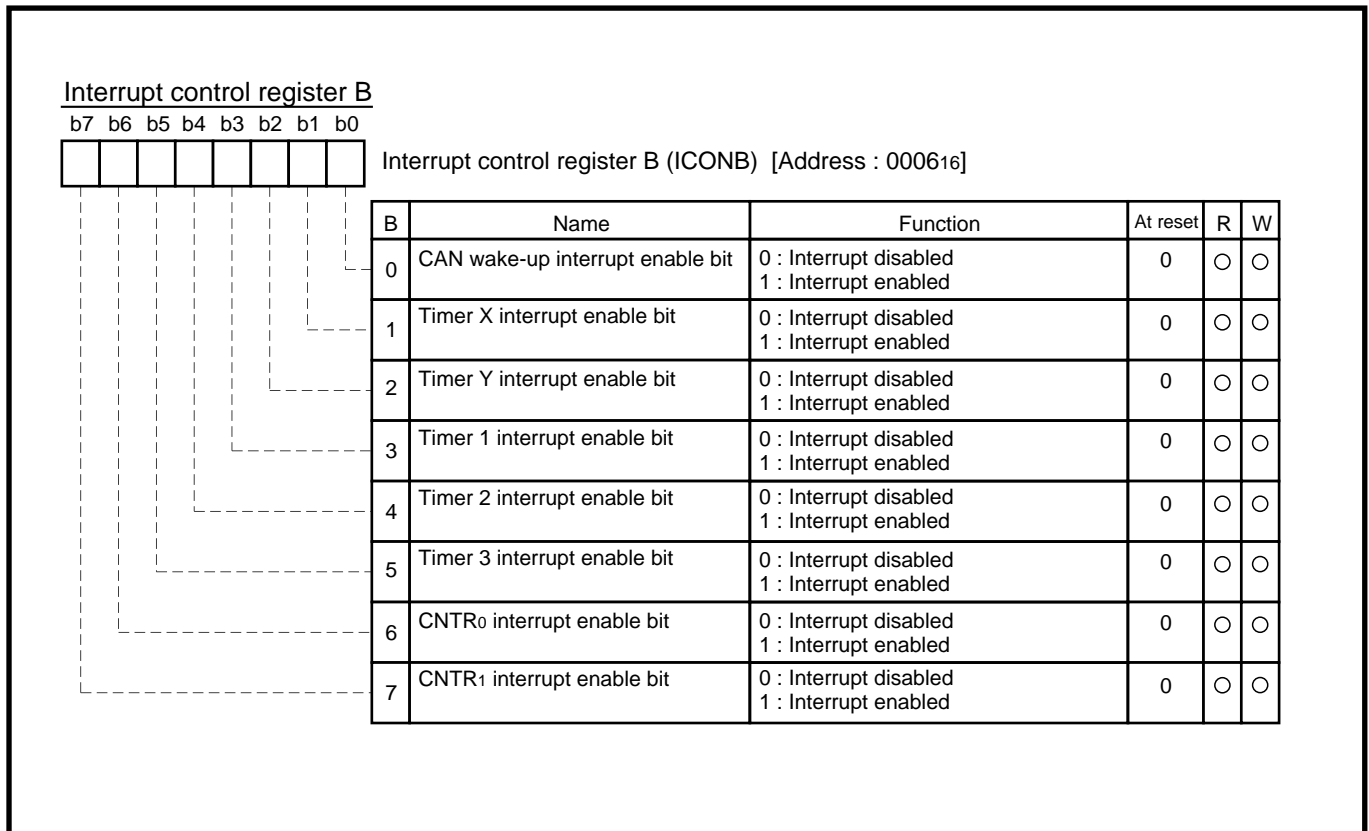 Interrupt control register B
b7 b6 b5 b4 b3 b2 b1 b0
Interrupt control register B (ICONB) [Address : 000616]
B Name Function At reset R W
0 CAN wake-up interrupt enable bit 0 : Interrupt disabled 0 ○ ○
1 : Interrupt enabled
1 Timer X interrupt enable bit 0 : Interrupt disabled 0 ○ ○
1 : Interrupt enabled
2 Timer Y interrupt enable bit 0 : Interrupt disabled 0 ○ ○
1 : Interrupt enabled
3 Timer 1 interrupt enable bit 0 : Interrupt disabled 0 ○ ○
1 : Interrupt enabled
4 Timer 2 interrupt enable bit 0 : Interrupt disabled 0 ○ ○
1 : Interrupt enabled
5 Timer 3 interrupt enable bit 0 : Interrupt disabled 0 ○ ○
1 : Interrupt enabled
6 CNTR0 interrupt enable bit 0 : Interrupt disabled 0 ○ ○
1 : Interrupt enabled
7 CNTR1 interrupt enable bit 0 : Interrupt disabled 0 ○ ○
1 : Interrupt enabled